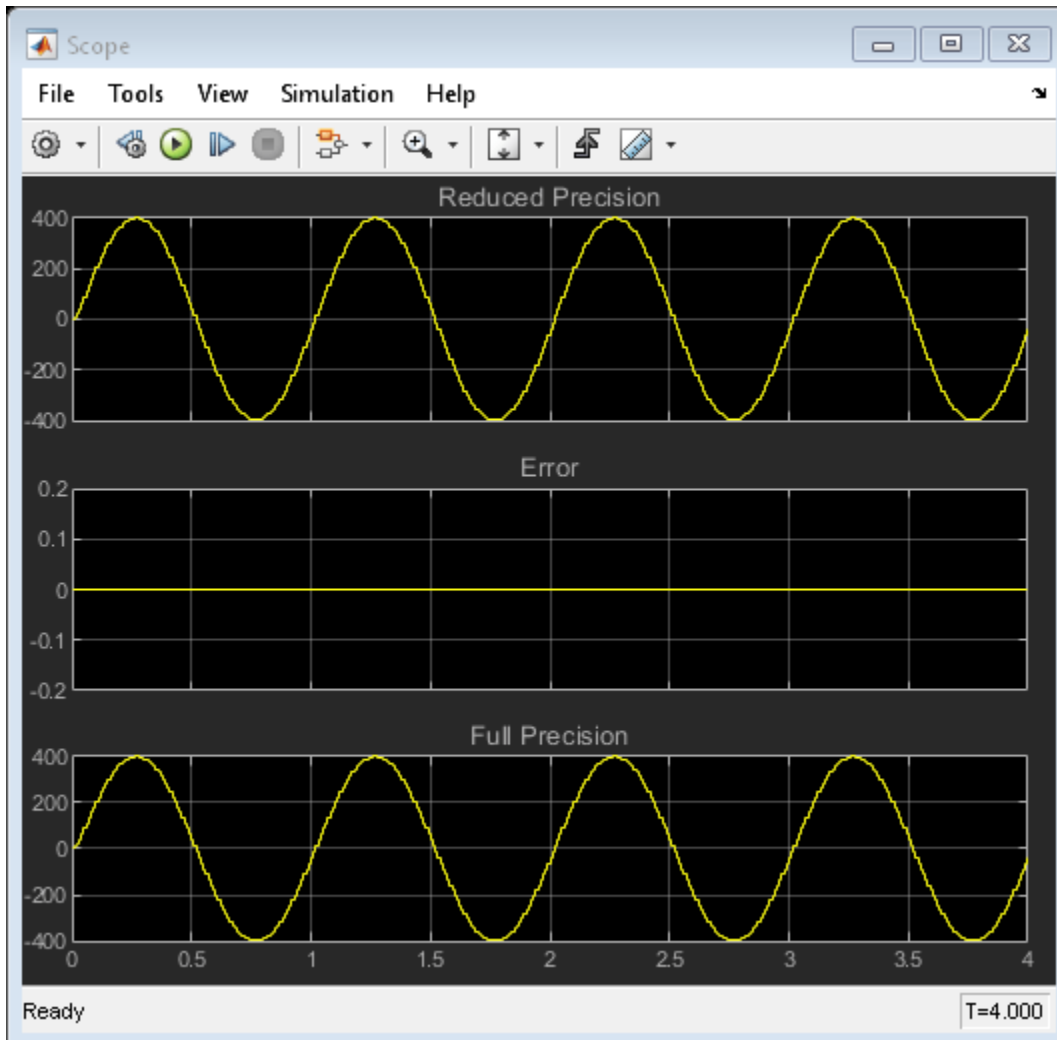 Scope
File Tools View Simulation Help
Reduced Precision
400
200
0
-200
-400
Error
0.2
0.1
0
-0.1
-0.2
Full Precision
400
200
0
-200
-400
0 0.5 1 1.5 2 2.5 3 3.5 4
Ready T=4.000